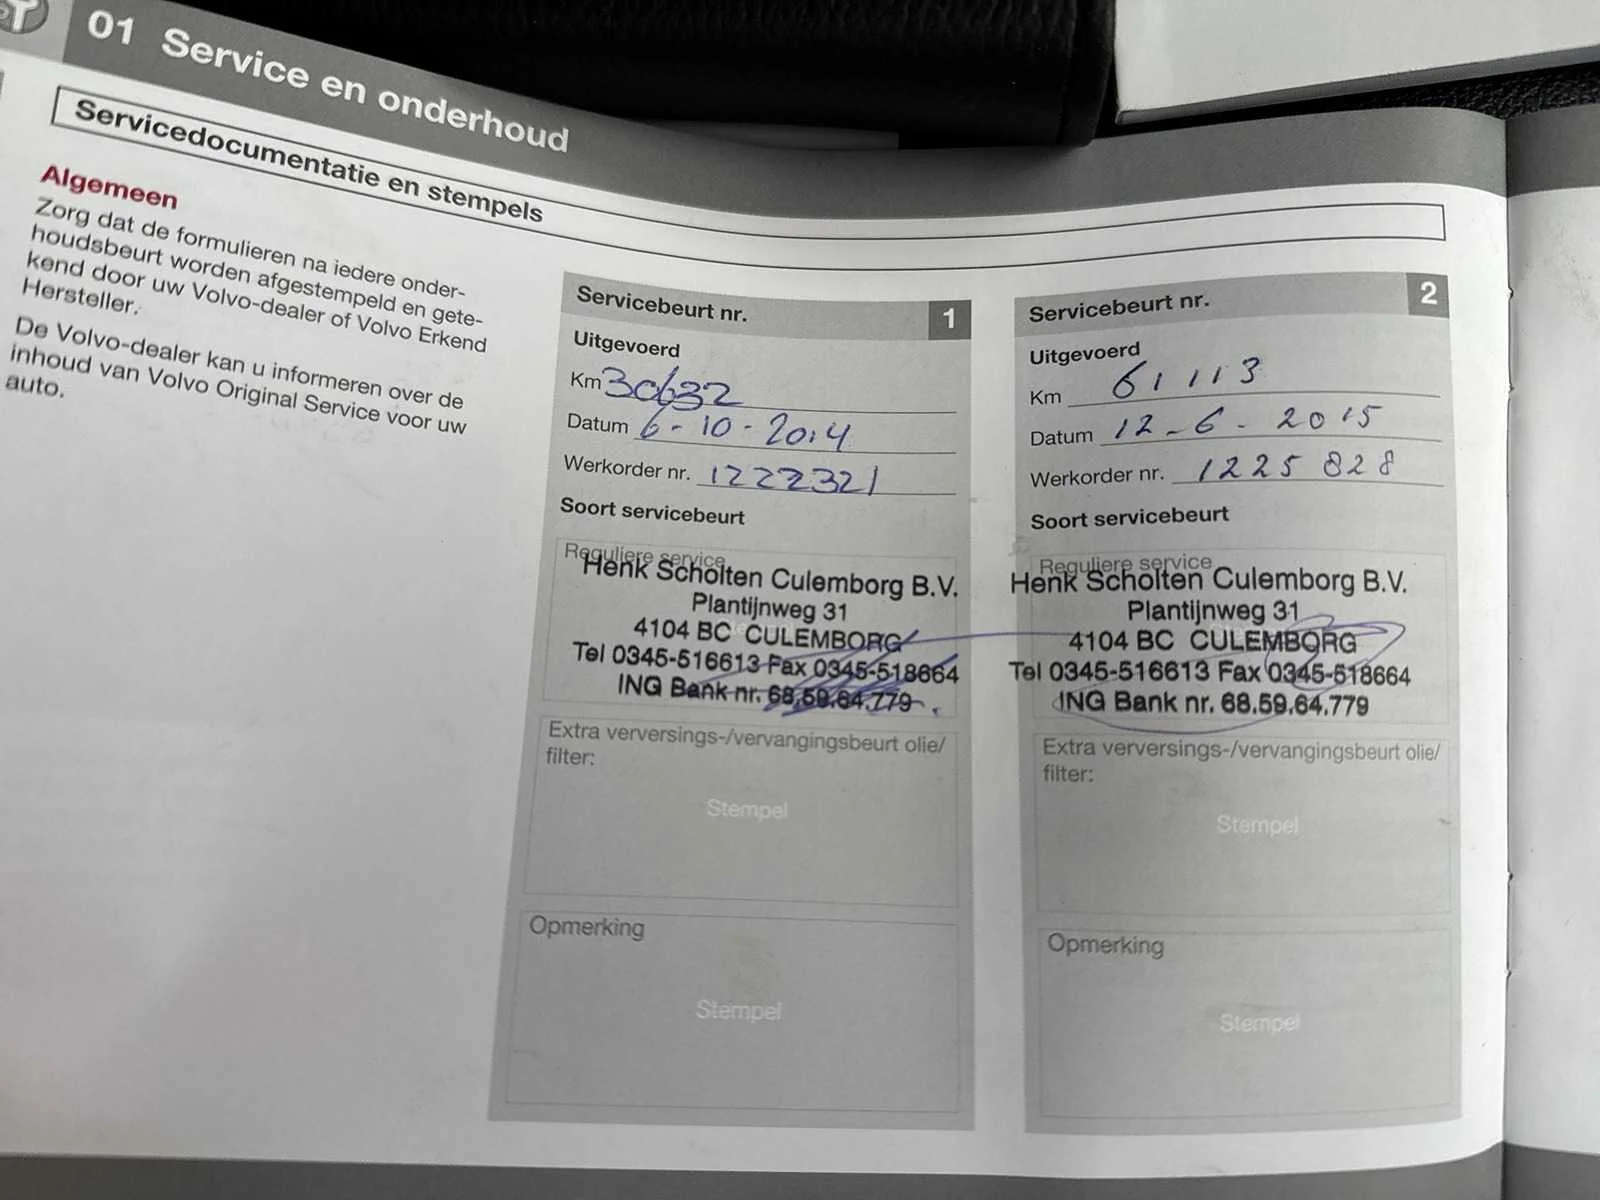 01 Service en onderhoud
Servicedocumentatie en stempels
Algemeen
Zorg dat de formulieren na iedere onder-
houdsbeurt worden afgestempeld en gete-
kend door uw Volvo-dealer of Volvo Erkend
Hersteller.
De Volvo-dealer kan u informeren over de
inhoud van Volvo Original Service voor uw
auto.
Servicebeurt nr. 1
Uitgevoerd
Km 30632
Datum 6-10-2014
Werkorder nr. 1222321
Soort servicebeurt
Reguliere service
Henk Scholten Culemborg B.V.
Plantijnweg 31
4104 BC CULEMBORG
Tel 0345-516613 Fax 0345-518664
ING Bank nr. 68.59.64.779
Extra verversings-/vervangingsbeurt olie/
filter:
Stempel
Opmerking
Stempel
Servicebeurt nr. 2
Uitgevoerd
Km 61113
Datum 12-6-2015
Werkorder nr. 1225828
Soort servicebeurt
Reguliere service
Henk Scholten Culemborg B.V.
Plantijnweg 31
4104 BC CULEMBORG
Tel 0345-516613 Fax 0345-518664
ING Bank nr. 68.59.64.779
Extra verversings-/vervangingsbeurt olie/
filter:
Stempel
Opmerking
Stempel